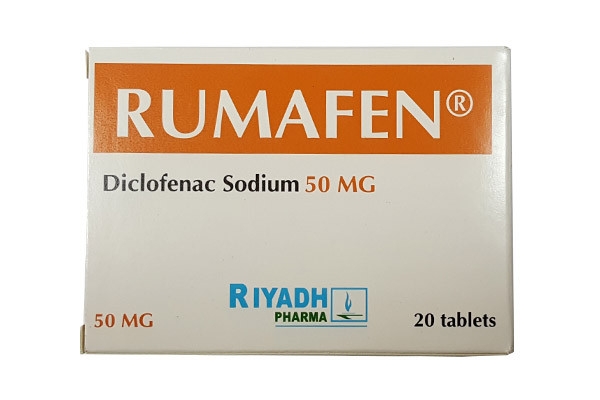 RUMAFEN®
Diclofenac Sodium 50 MG
RIYADH
PHARMA
50 MG
20 tablets